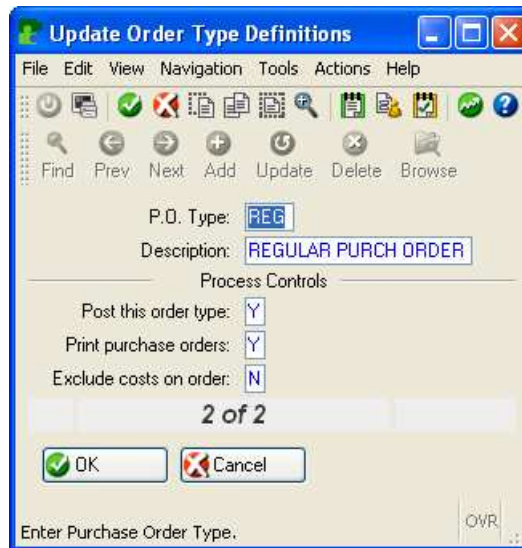 Update Order Type Definitions
File Edit View Navigation Tools Actions Help
Find Prev Next Add Update Delete Browse
P.O. Type: REG
Description: REGULAR PURCH ORDER
Process Controls
Post this order type: Y
Print purchase orders: Y
Exclude costs on order: N
2 of 2
OK Cancel
Enter Purchase Order Type. OVR